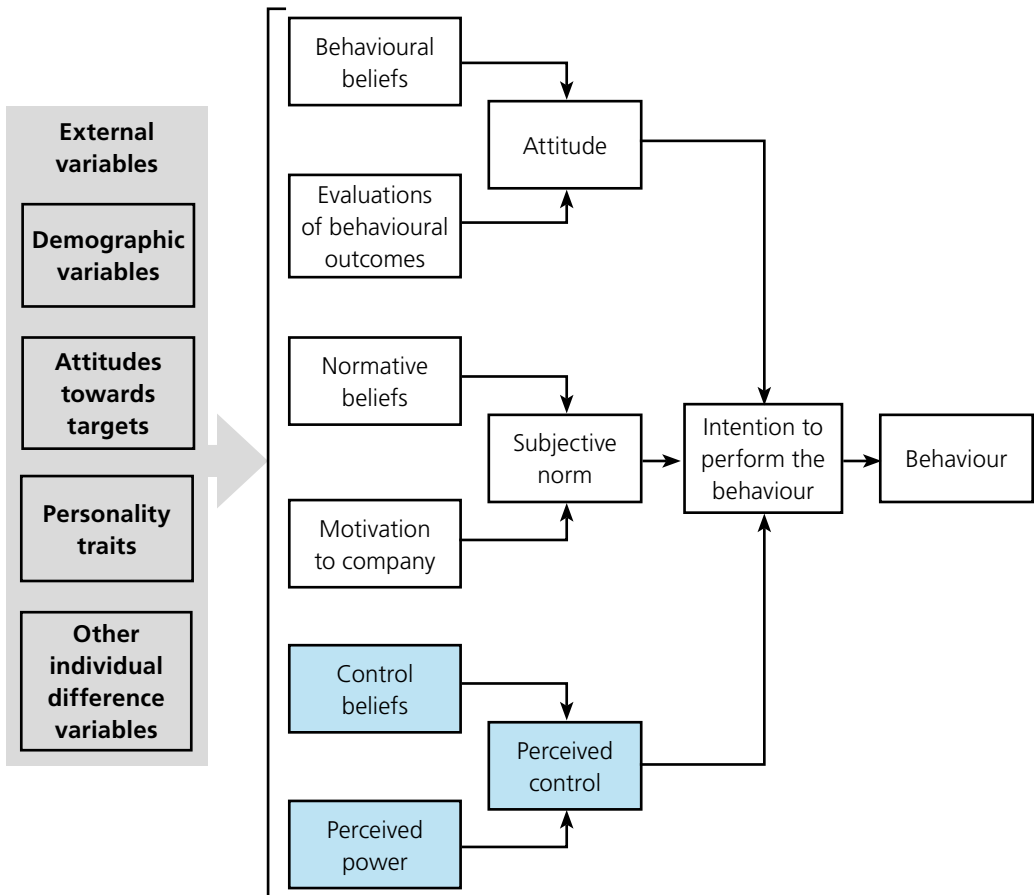 External
variables
Demographic
variables
Attitudes
towards
targets
Personality
traits
Other
individual
difference
variables
Behavioural
beliefs
Evaluations
of behavioural
outcomes
Attitude
Normative
beliefs
Motivation
to company
Subjective
norm
Control
beliefs
Perceived
power
Perceived
control
Intention to
perform the
behaviour
Behaviour